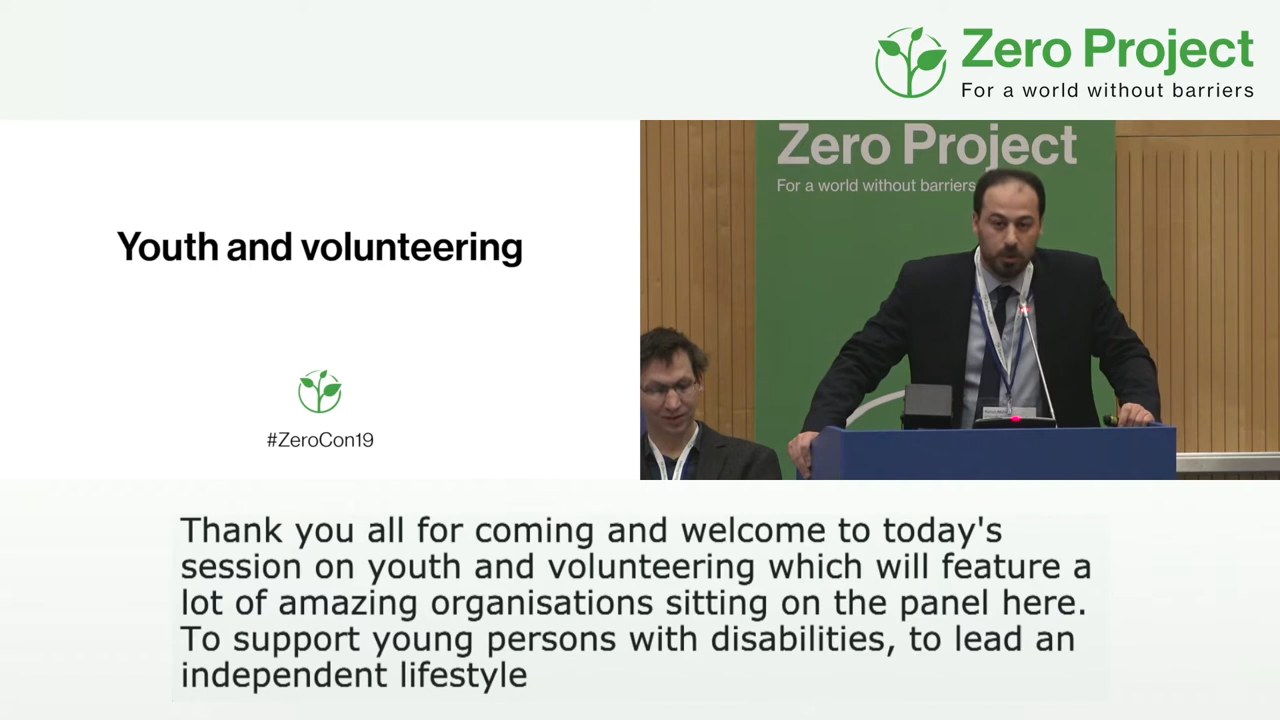 Zero Project
For a world without barriers
Youth and volunteering
#ZeroCon19
Zero Project
For a world without barriers
Thank you all for coming and welcome to today's
session on youth and volunteering which will feature a
lot of amazing organisations sitting on the panel here.
To support young persons with disabilities, to lead an
independent lifestyle